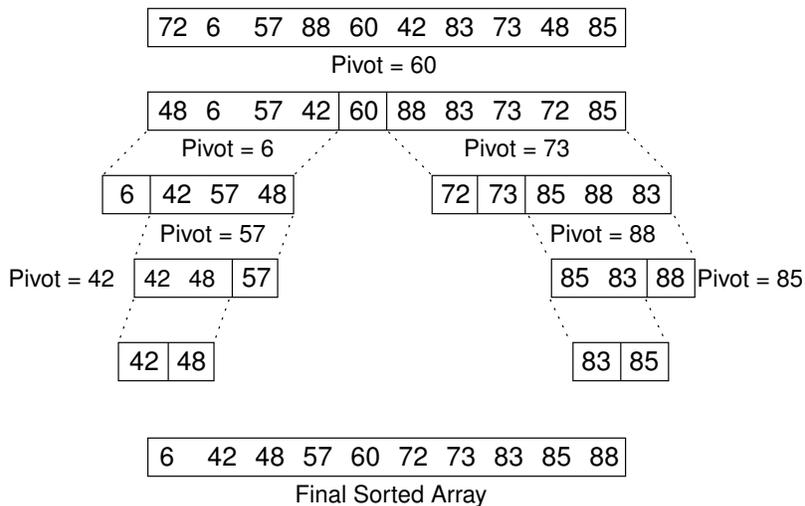 72 6 57 88 60 42 83 73 48 85
Pivot = 60
48 6 57 42 60 88 83 73 72 85
Pivot = 6 Pivot = 73
6 42 57 48 72 73 85 88 83
Pivot = 57 Pivot = 88
Pivot = 42 42 48 57 85 83 88 Pivot = 85
42 48 83 85
6 42 48 57 60 72 73 83 85 88
Final Sorted Array